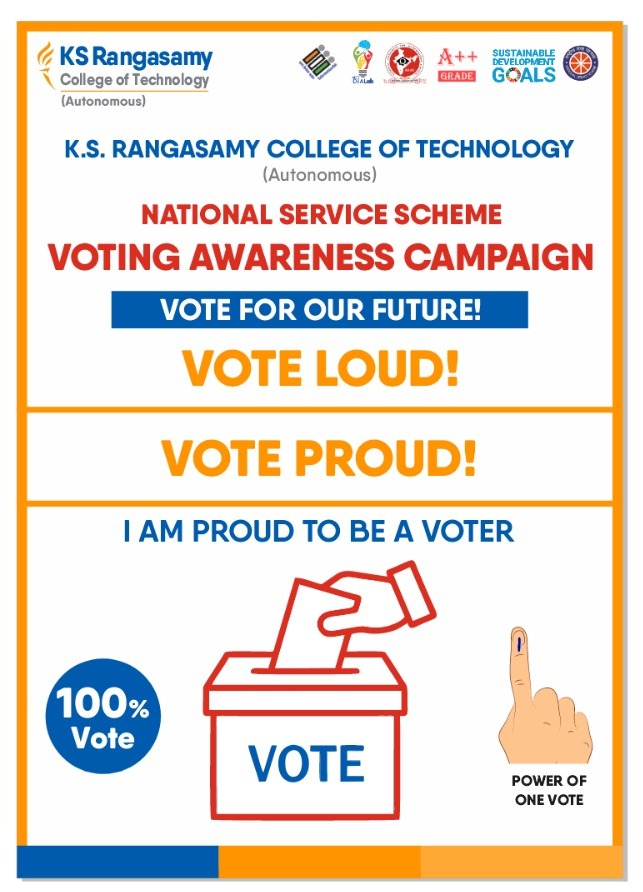 KS Rangasamy
College of Technology
(Autonomous)
A++
GRADE
SUSTAINABLE
DEVELOPMENT
GOALS
K.S. RANGASAMY COLLEGE OF TECHNOLOGY
(Autonomous)
NATIONAL SERVICE SCHEME
VOTING AWARENESS CAMPAIGN
VOTE FOR OUR FUTURE!
VOTE LOUD!
VOTE PROUD!
I AM PROUD TO BE A VOTER
100%
Vote
VOTE
POWER OF
ONE VOTE